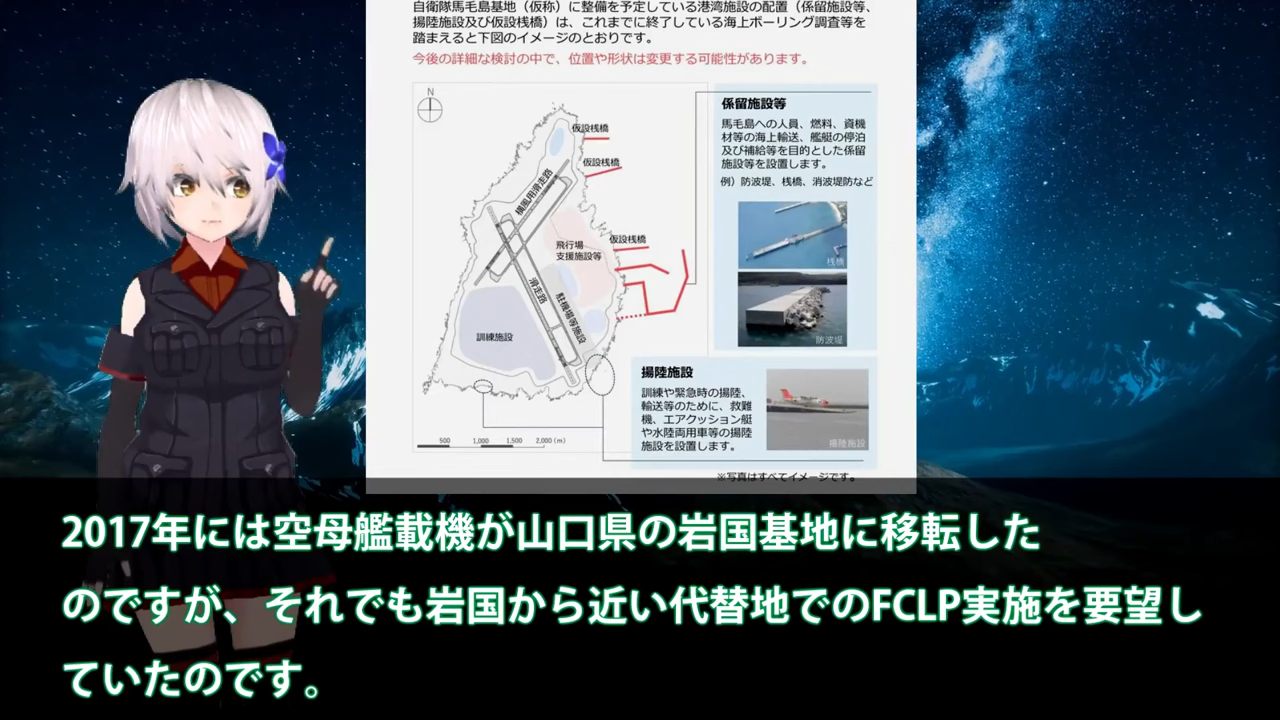 自衛隊馬毛島基地（仮称）に整備を予定している港湾施設の配置（係留施設等、
揚陸施設及び仮設桟橋）は、これまでに終了している海上ボーリング調査等を
踏まえると下図のイメージのとおりです。
今後の詳細な検討の中で、位置や形状は変更する可能性があります。
N
仮設桟橋
仮設桟橋
横風用滑走路
仮設桟橋
飛行場
支援施設等
滑走路
駐機場等施設
訓練施設
500 1,000 1,500 2,000 (m)
係留施設等
馬毛島への人員、燃料、資機
材等の海上輸送、艦艇の停泊
及び補給等を目的とした係留
施設等を設置します。
例）防波堤、桟橋、消波堤防など
桟橋
防波堤
揚陸施設
訓練や緊急時の揚陸、
輸送等のために、救難
機、エアクッション艇
や水陸両用車等の揚陸
施設を設置します。
揚陸施設
※写真はすべてイメージです。
2017年には空母艦載機が山口県の岩国基地に移転した
のですが、それでも岩国から近い代替地でのFCLP実施を要望し
ていたのです。